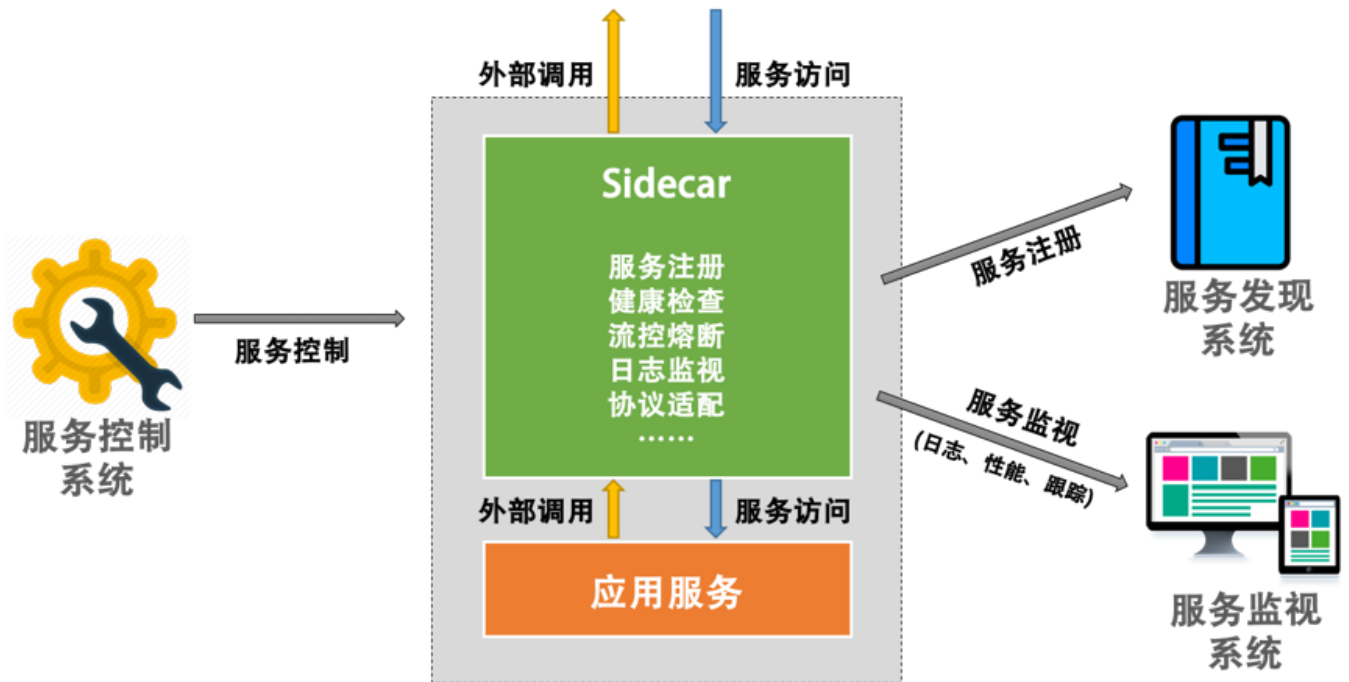 外部调用
服务访问
Sidecar
服务注册
健康检查
流控熔断
日志监视
协议适配
……
外部调用
服务访问
应用服务
服务控制
服务控制
系统
服务注册
服务发现
系统
服务监视
(日志、性能、跟踪)
服务监视
系统